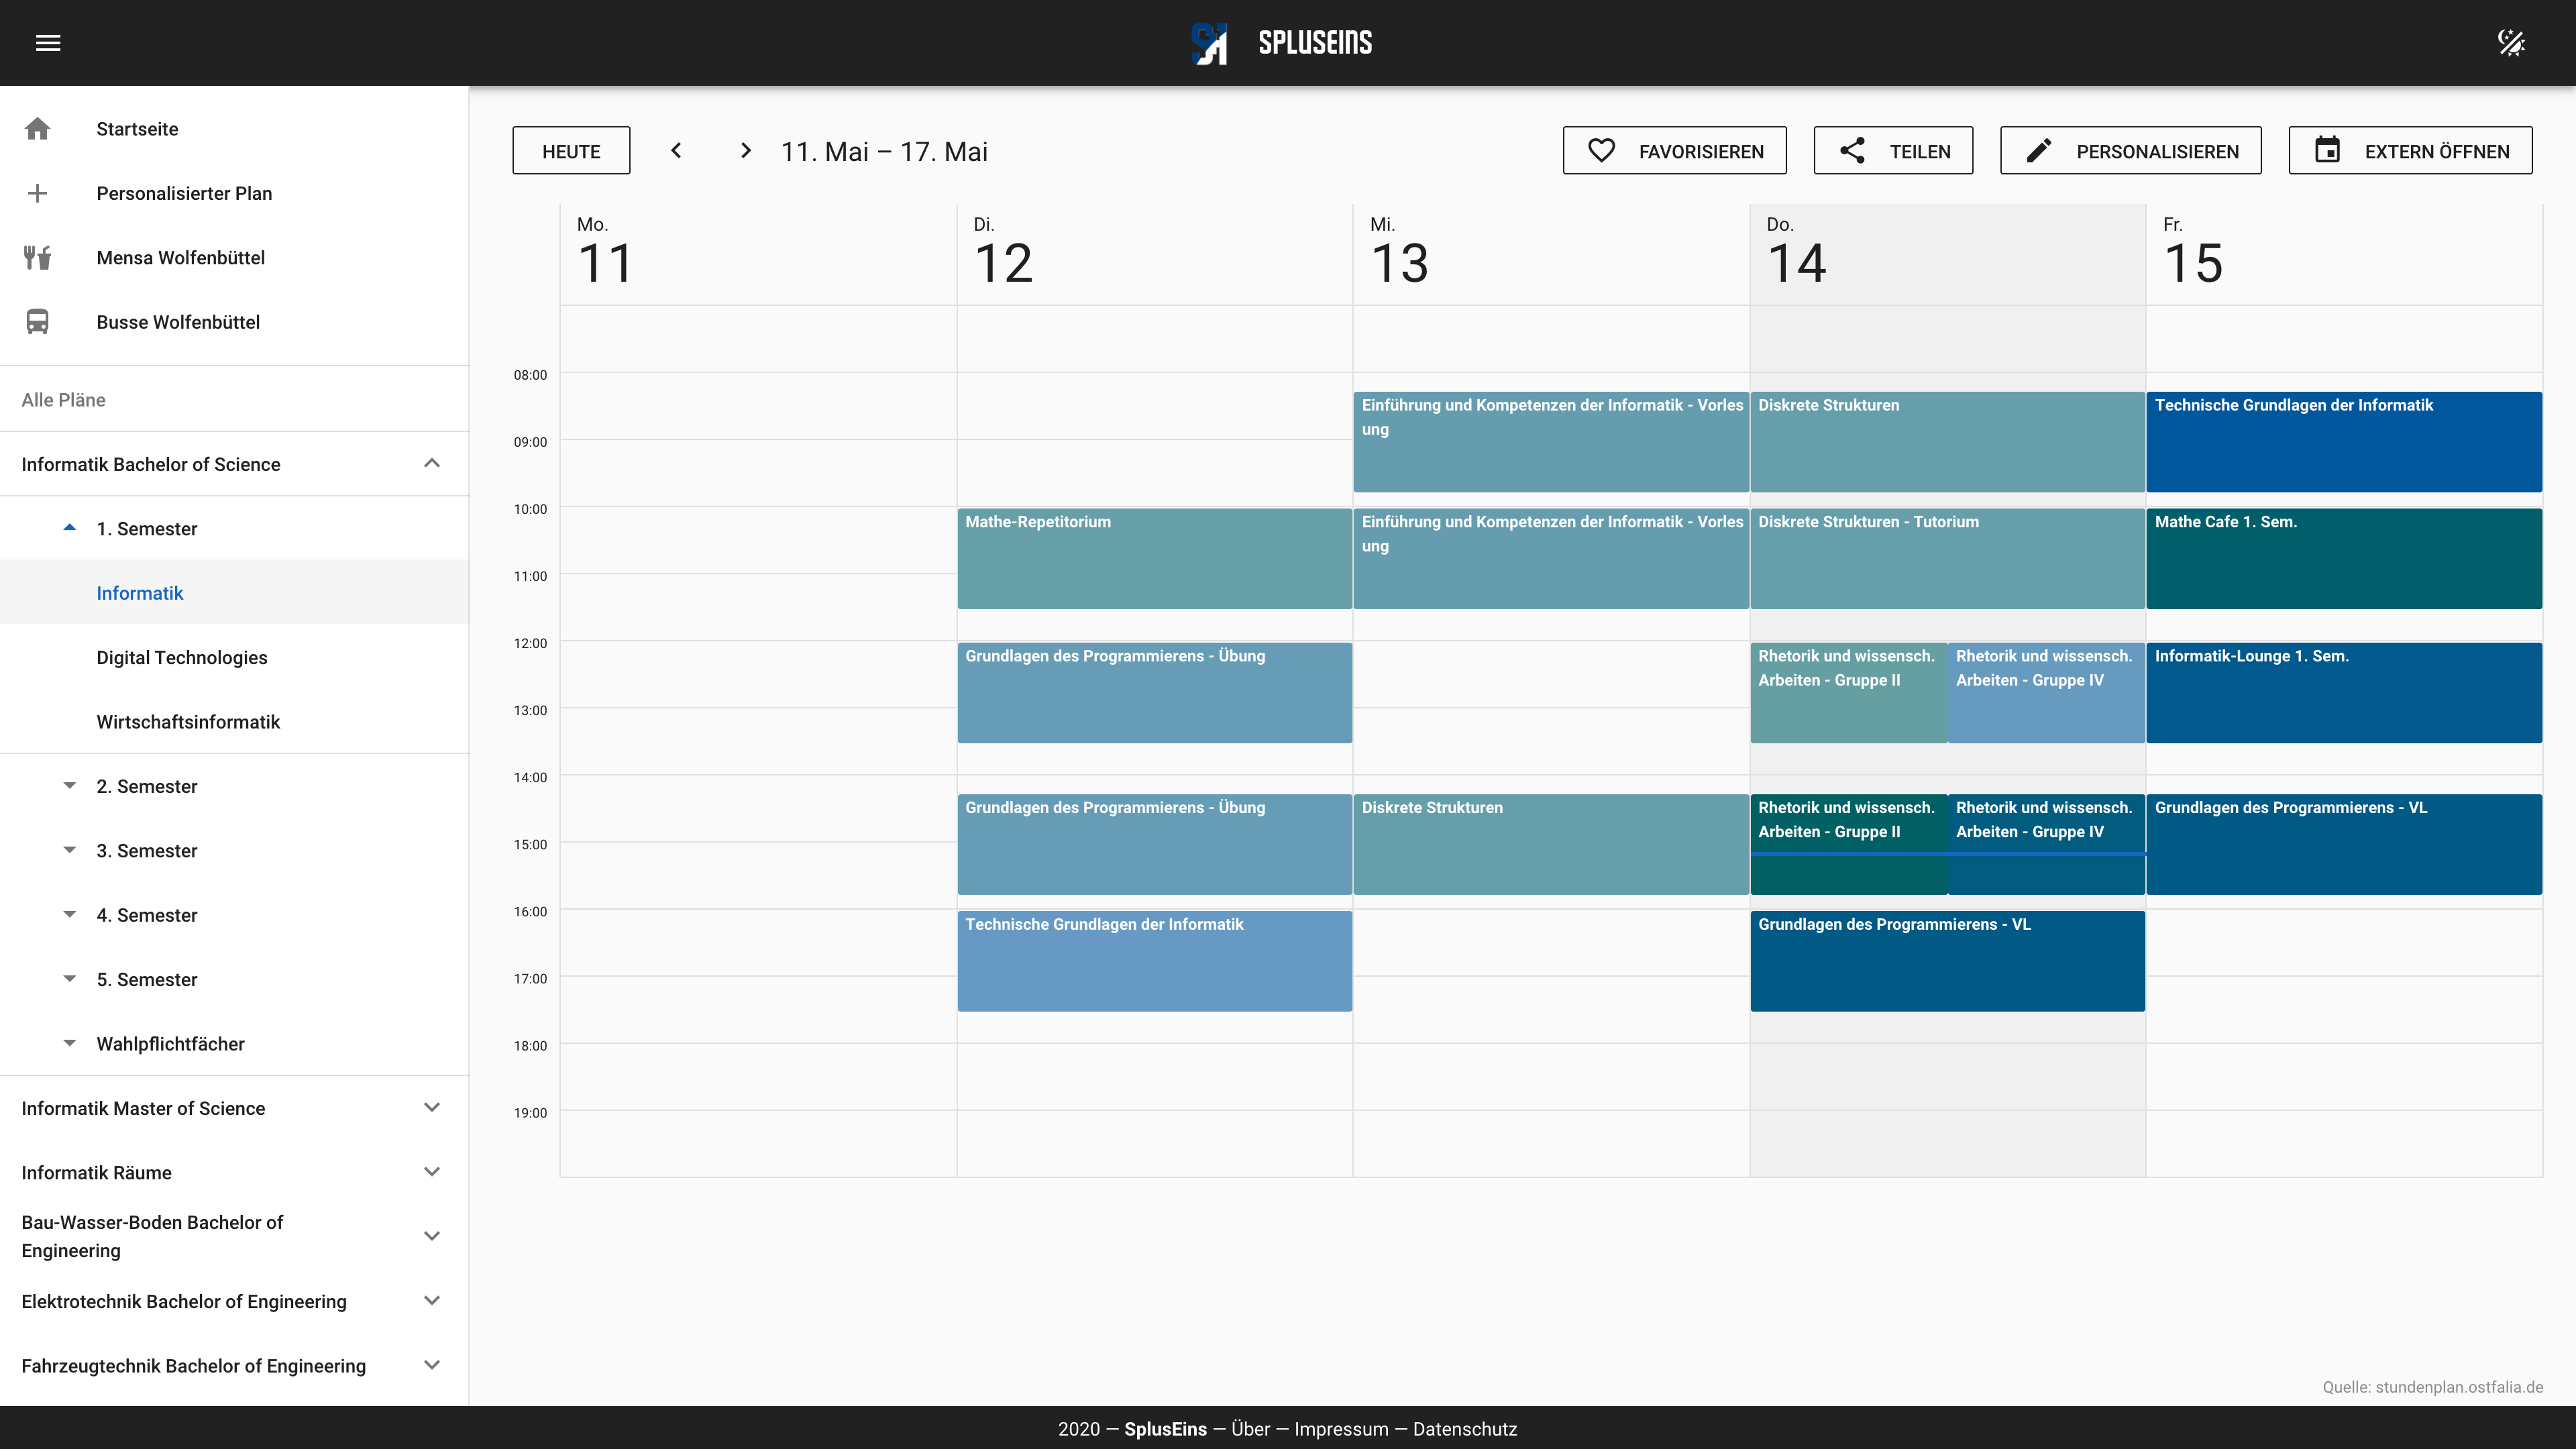 SPLUSEINS
Startseite
Personalisierter Plan
Mensa Wolfenbüttel
Busse Wolfenbüttel
Alle Pläne
Informatik Bachelor of Science
1. Semester
Informatik
Digital Technologies
Wirtschaftsinformatik
2. Semester
3. Semester
4. Semester
5. Semester
Wahlpflichtfächer
Informatik Master of Science
Informatik Räume
Bau-Wasser-Boden Bachelor of
Engineering
Elektrotechnik Bachelor of Engineering
Fahrzeugtechnik Bachelor of Engineering
HEUTE
11. Mai – 17. Mai
FAVORISIEREN
TEILEN
PERSONALISIEREN
EXTERN ÖFFNEN
Mo.
11
Di.
12
Mi.
13
Do.
14
Fr.
15
08:00
09:00
10:00
11:00
12:00
13:00
14:00
15:00
16:00
17:00
18:00
19:00
Mathe-Repetitorium
Grundlagen des Programmierens - Übung
Grundlagen des Programmierens - Übung
Technische Grundlagen der Informatik
Einführung und Kompetenzen der Informatik - Vorles
ung
Einführung und Kompetenzen der Informatik - Vorles
ung
Diskrete Strukturen
Diskrete Strukturen
Diskrete Strukturen - Tutorium
Rhetorik und wissensch.
Arbeiten - Gruppe II
Rhetorik und wissensch.
Arbeiten - Gruppe IV
Rhetorik und wissensch.
Arbeiten - Gruppe II
Rhetorik und wissensch.
Arbeiten - Gruppe IV
Grundlagen des Programmierens - VL
Technische Grundlagen der Informatik
Mathe Cafe 1. Sem.
Informatik-Lounge 1. Sem.
Grundlagen des Programmierens - VL
Quelle: stundenplan.ostfalia.de
2020 — SplusEins — Über — Impressum — Datenschutz